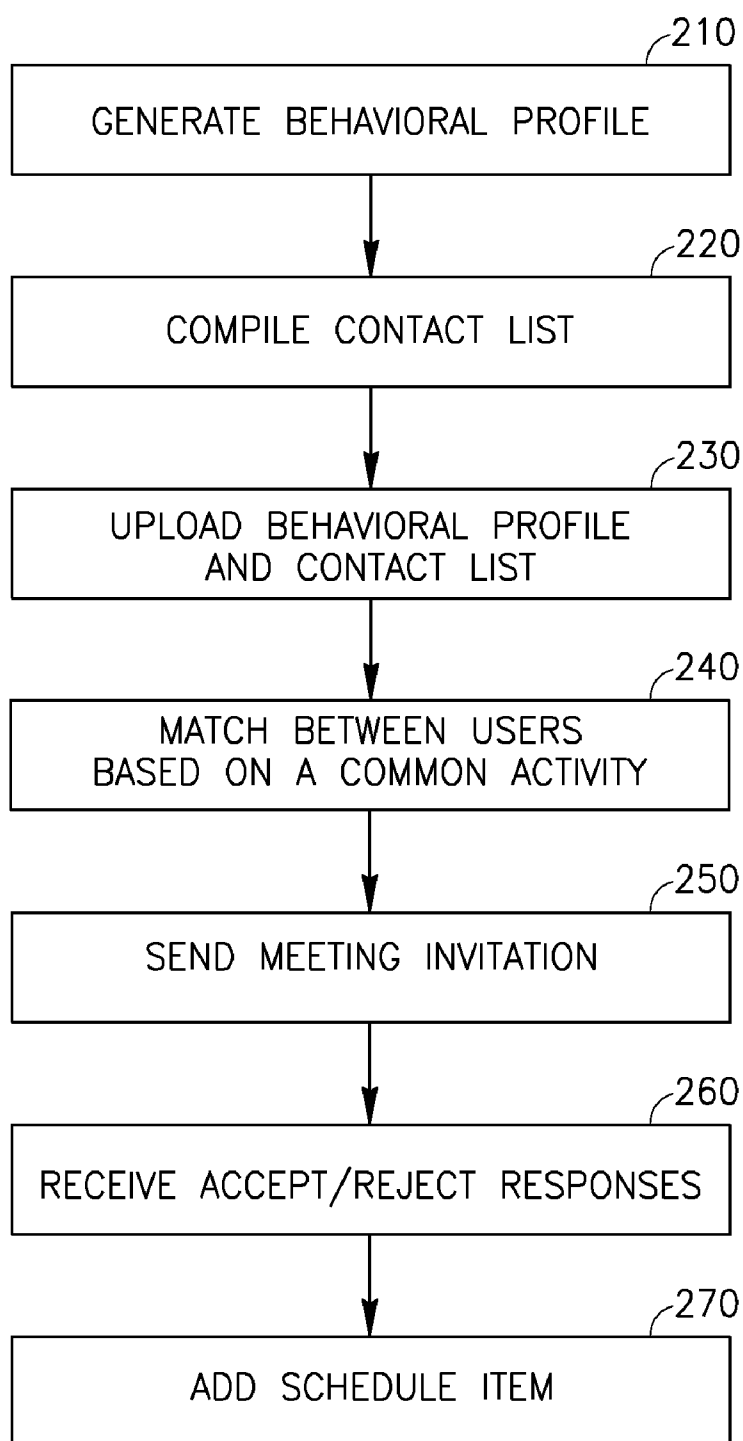 210
GENERATE BEHAVIORAL PROFILE
220
COMPILE CONTACT LIST
230
UPLOAD BEHAVIORAL PROFILE
AND CONTACT LIST
240
MATCH BETWEEN USERS
BASED ON A COMMON ACTIVITY
250
SEND MEETING INVITATION
260
RECEIVE ACCEPT/REJECT RESPONSES
270
ADD SCHEDULE ITEM